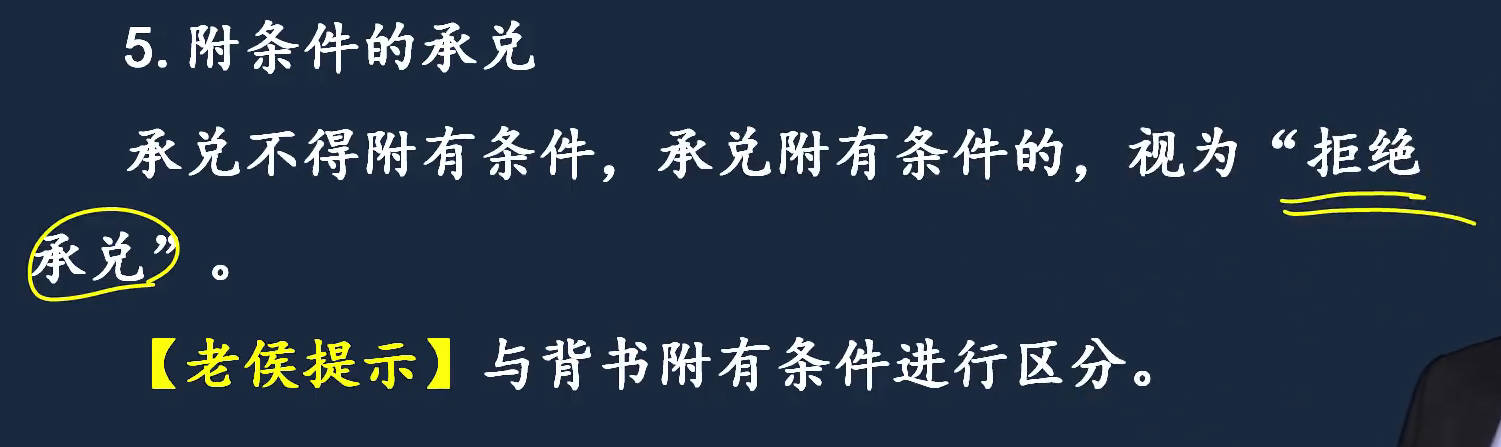 5. 附条件的承兑
承兑不得附有条件，承兑附有条件的，视为“拒绝
承兑”。
【老侯提示】与背书附有条件进行区分。